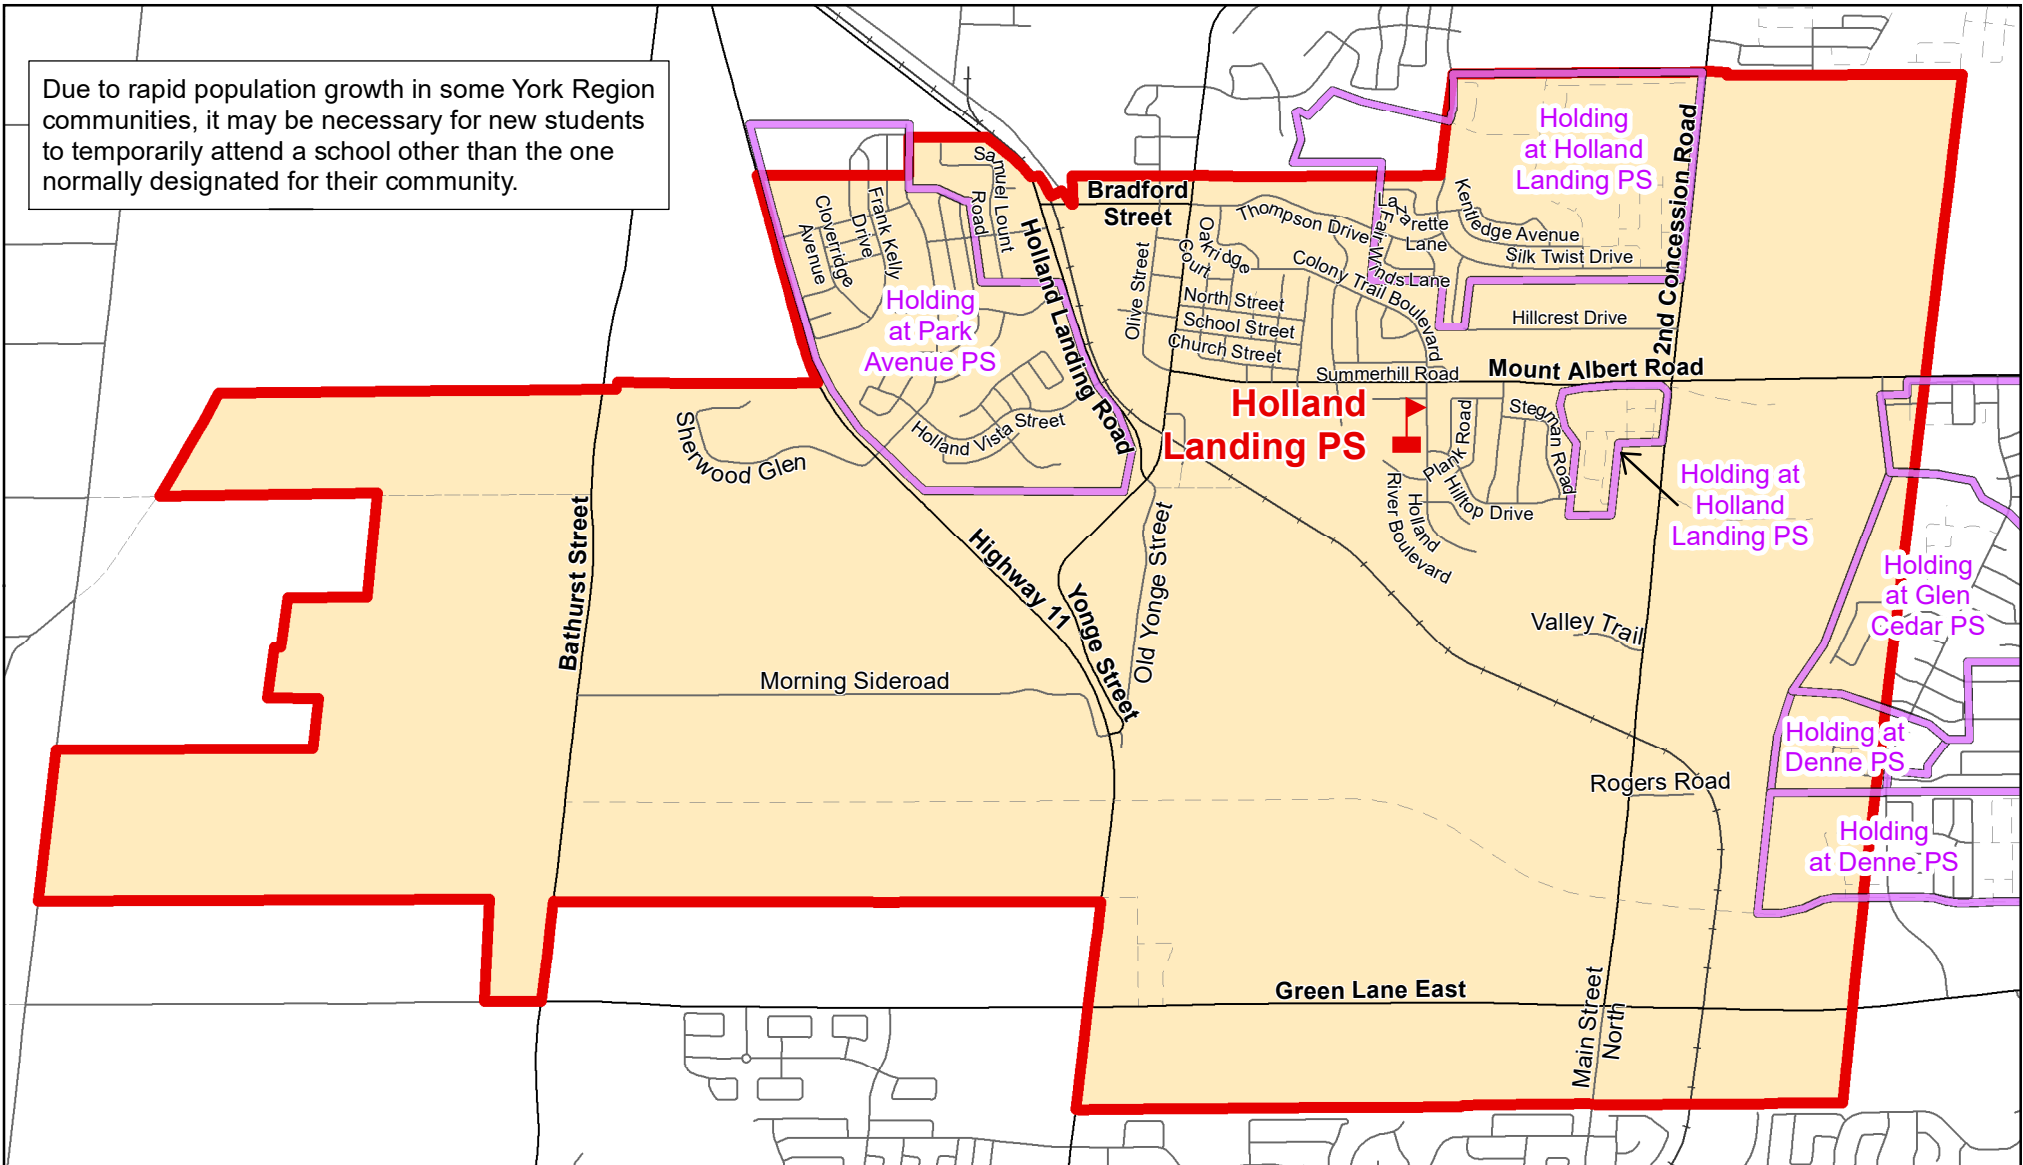 Due to rapid population growth in some York Region
communities, it may be necessary for new students
to temporarily attend a school other than the one
normally designated for their community.
Holding
at Holland
Landing PS
2nd Concession Road
Samuel Lount
Road
Bradford
Street
Cloverridge
Avenue
Frank Kelly
Drive
Holland Landing Road
Olive Street
Oakridge
Court
Thompson Drive
Lazarette
Lane
Fair Wynds Lane
Kentledge Avenue
Silk Twist Drive
Colony Trail Boulevard
North Street
School Street
Church Street
Hillcrest Drive
Holding
at Park
Avenue PS
Summerhill Road
Mount Albert Road
Holland
Landing PS
Sherwood Glen
Holland Vista Street
Plank Road
Stegman Road
Hilltop Drive
Holland
River Boulevard
Holding at
Holland
Landing PS
Bathurst Street
Highway 11
Yonge Street
Old Yonge Street
Holding
at Glen
Cedar PS
Valley Trail
Morning Sideroad
Holding at
Denne PS
Rogers Road
Holding
at Denne PS
Green Lane East
Main Street
North